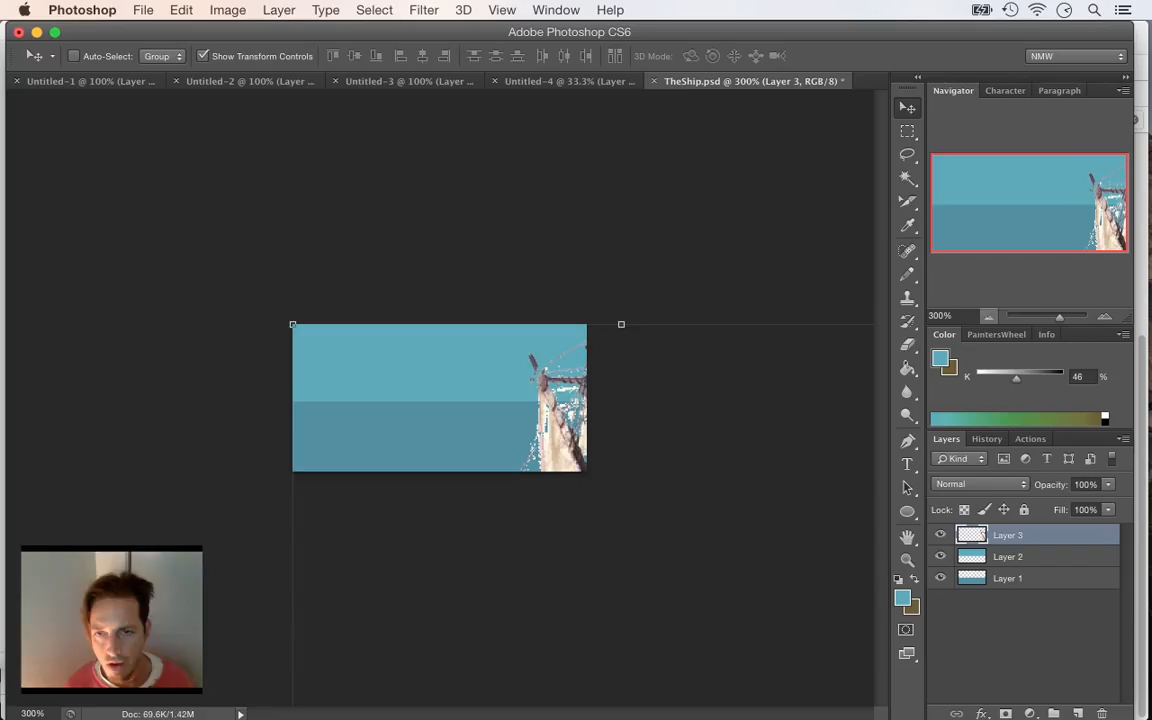 Photoshop File Edit Image Layer Type Select Filter 3D View Window Help
Adobe Photoshop CS6
Auto-Select: Group Show Transform Controls 3D Mode: NMW
Untitled-1 @ 100% (Layer ... Untitled-2 @ 100% (Layer ... Untitled-3 @ 100% (Layer ... Untitled-4 @ 33.3% (Layer ... TheShip.psd @ 300% (Layer 3, RGB/8) *
Navigator Character Paragraph
300%
Color PaintersWheel Info
K 46 %
Layers History Actions
Kind
Normal Opacity: 100%
Lock: Fill: 100%
Layer 3
Layer 2
Layer 1
300% Doc: 69.6K/1.42M